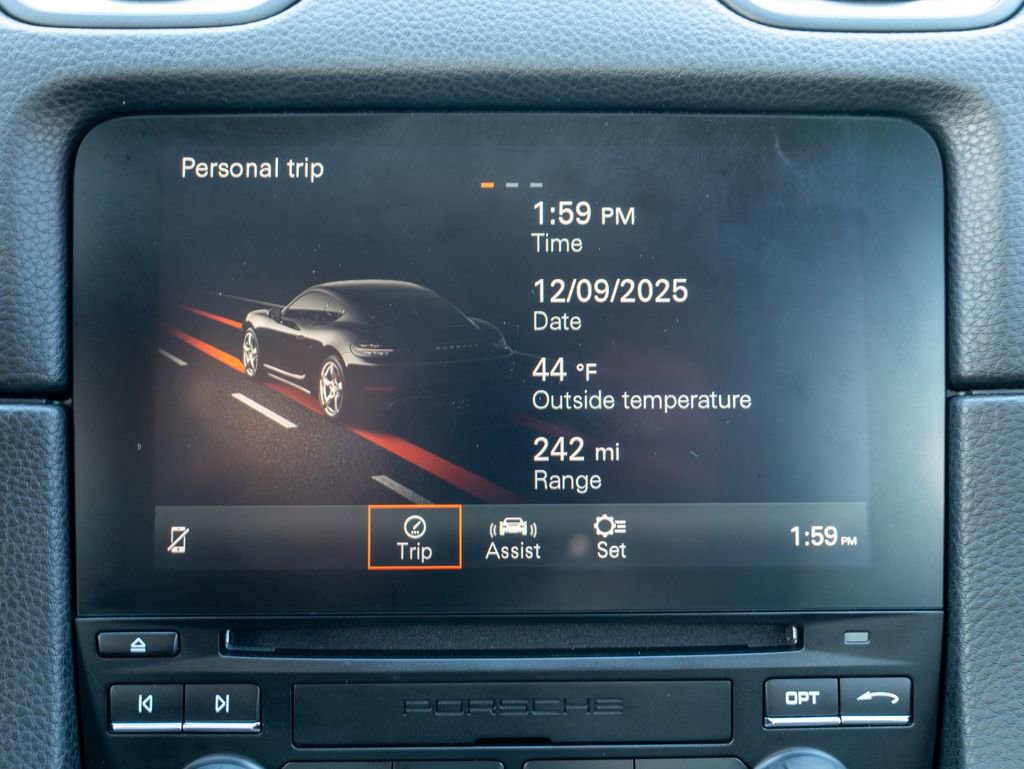 Personal trip
1:59 PM
Time
12/09/2025
Date
44 °F
Outside temperature
242 mi
Range
Trip
Assist
Set
1:59 PM
PORSCHE
OPT